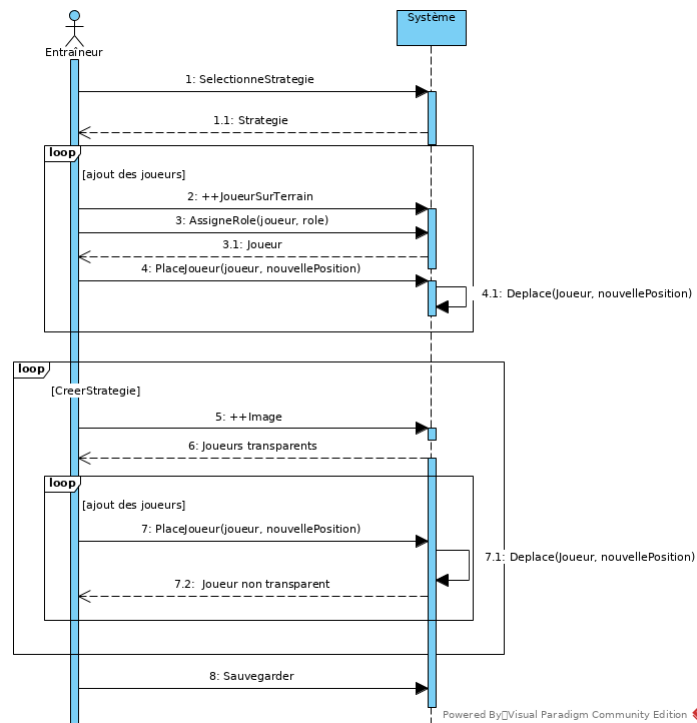 Système
Entraîneur
1: SelectionneStrategie
1.1: Strategie
loop
[ajout des joueurs]
2: ++JoueurSurTerrain
3: AssigneRole(joueur, role)
3.1: Joueur
4: PlaceJoueur(joueur, nouvellePosition)
4.1: Deplace(Joueur, nouvellePosition)
loop
[CreerStrategie]
5: ++Image
6: Joueurs transparents
loop
[ajout des joueurs]
7: PlaceJoueur(joueur, nouvellePosition)
7.1: Deplace(Joueur, nouvellePosition)
7.2: Joueur non transparent
8: Sauvegarder
Powered By▯Visual Paradigm Community Edition